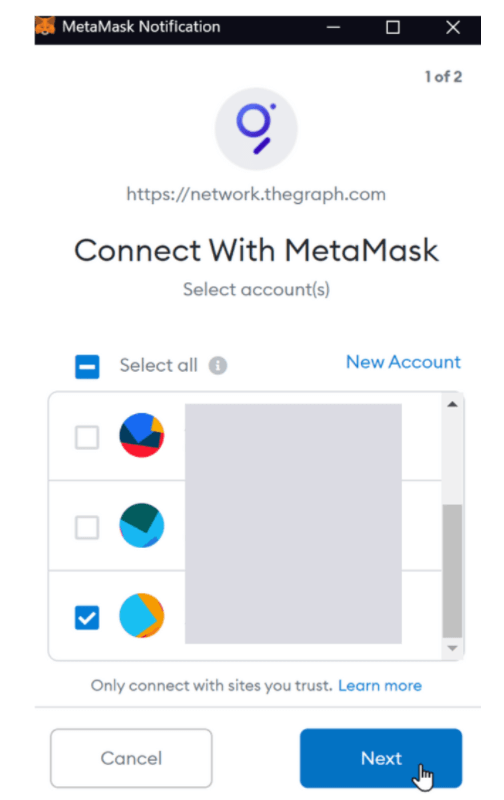 MetaMask Notification
1 of 2
https://network.thegraph.com
Connect With MetaMask
Select account(s)
Select all
New Account
Only connect with sites you trust. Learn more
Cancel
Next